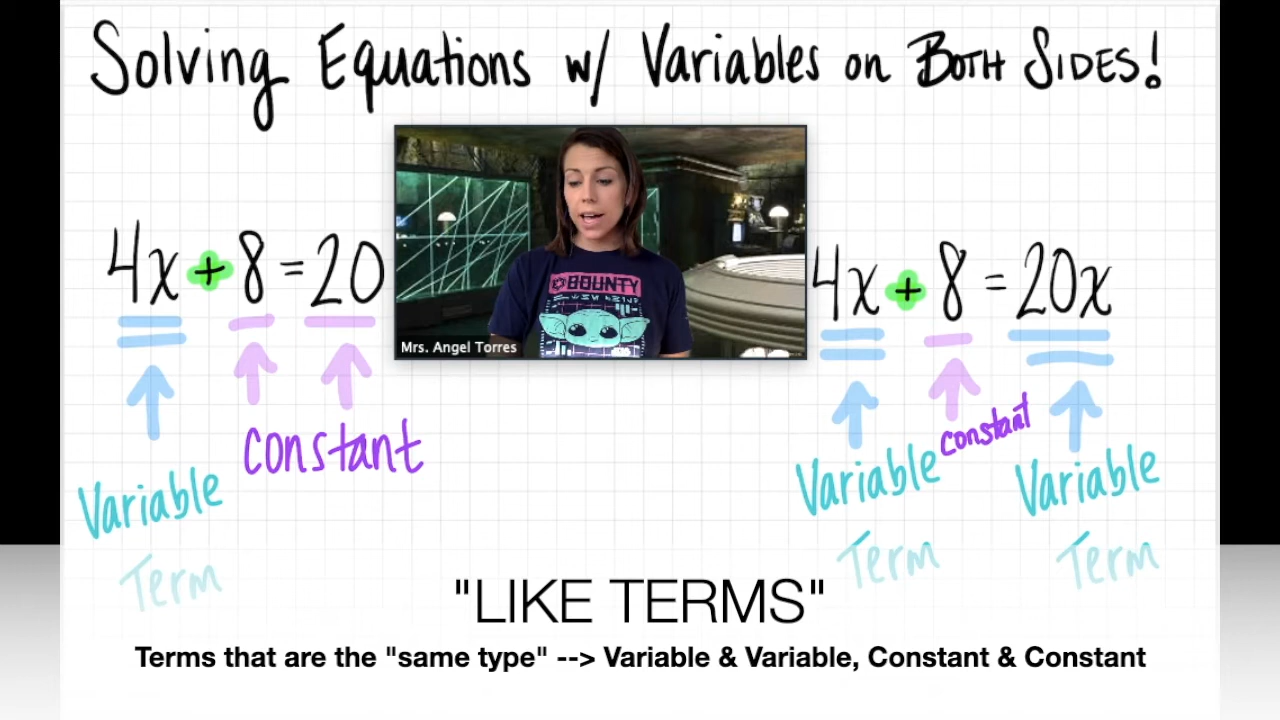 Solving Equations w/ Variables on BOTH SIDES!
4x + 8 = 20
4x + 8 = 20x
BOUNTY
Mrs. Angel Torres
constant
constant
Variable
Term
Variable
Term
Variable
Term
"LIKE TERMS"
Terms that are the "same type" --> Variable & Variable, Constant & Constant